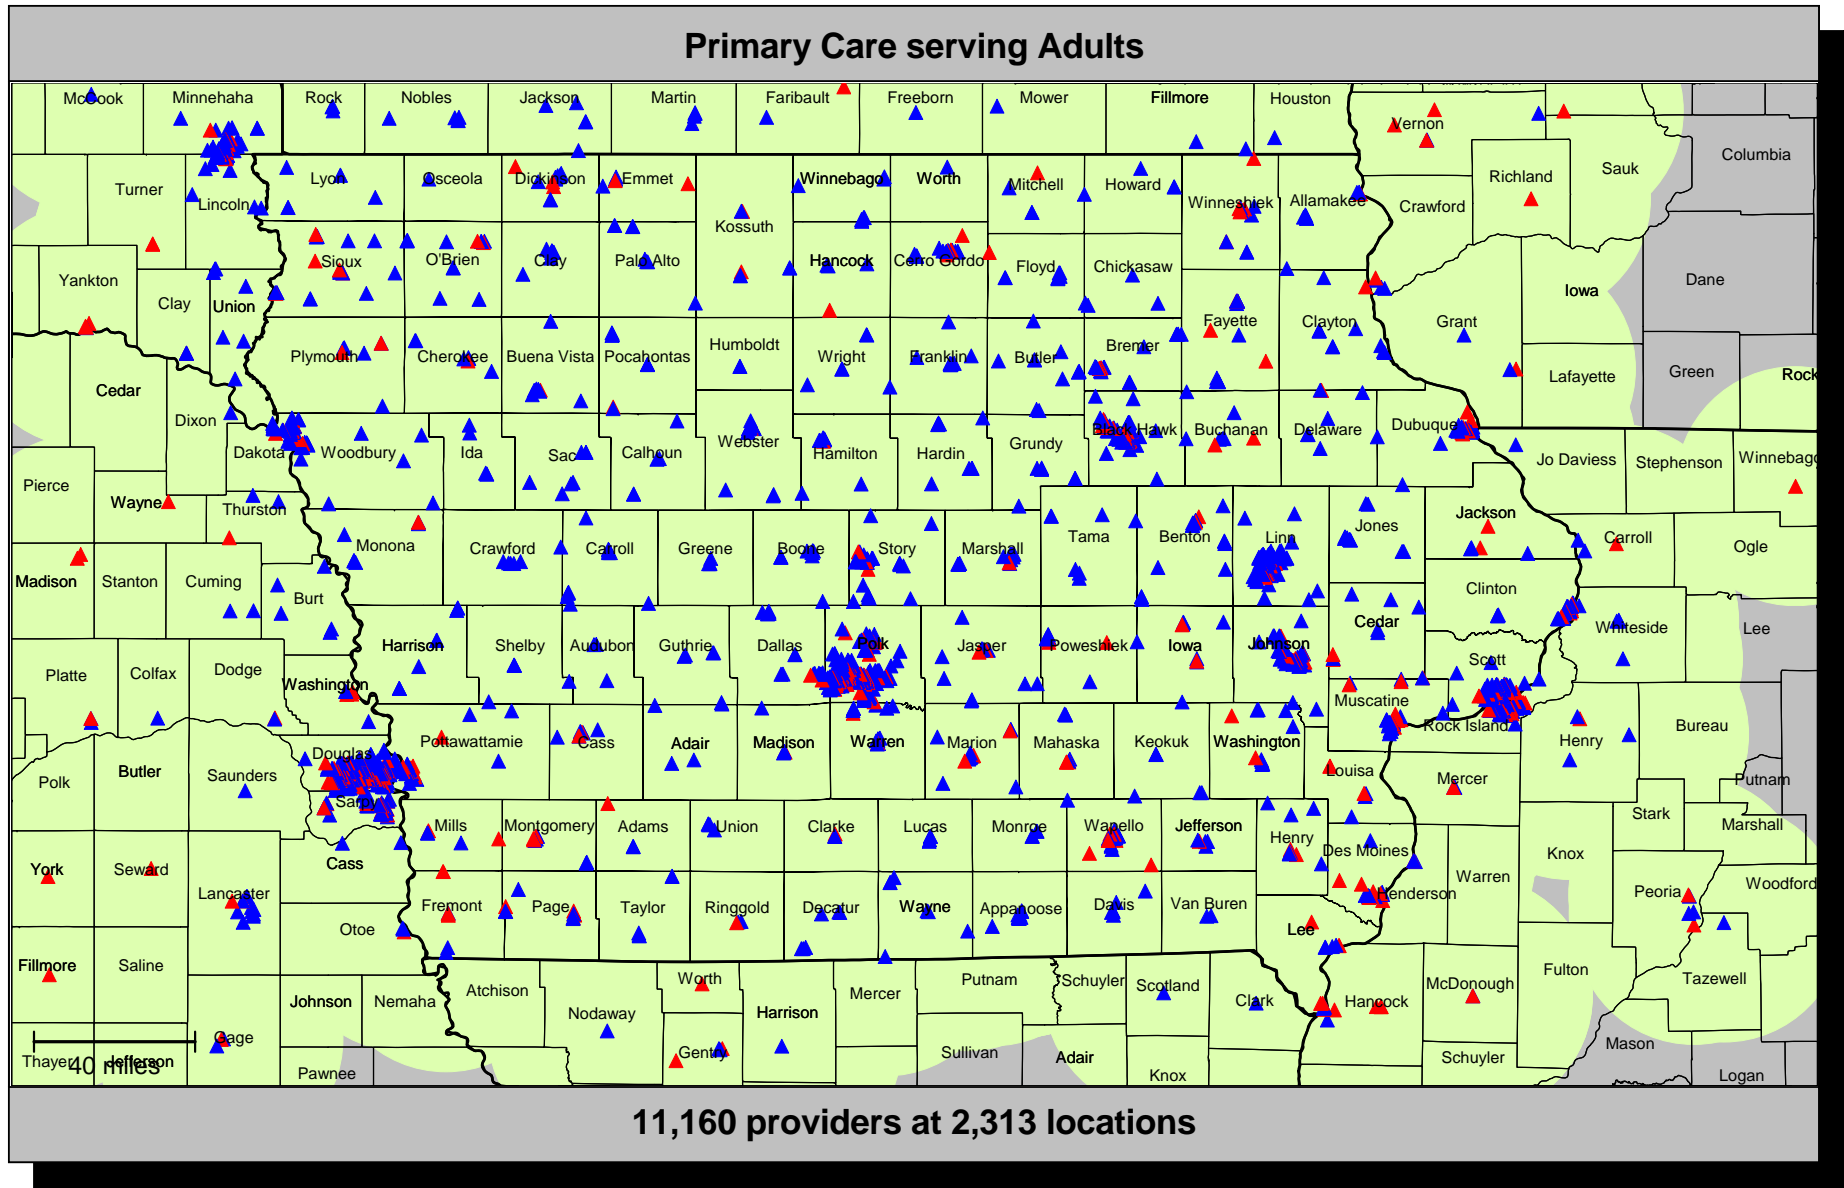 Primary Care serving Adults
McCook Minnehaha Rock Nobles Jackson Martin Faribault Freeborn Mower Fillmore Houston
Vernon
Columbia
Sauk
Richland
Turner Lincoln Lyon Osceola Dickinson Emmet Winnebago Worth Mitchell Howard Winneshiek Allamakee Crawford
Kossuth
Yankton Clay Union Sioux O'Brien Clay Palo Alto Hancock Cerro Gordo Floyd Chickasaw Dane
Iowa
Fayette Clayton Grant
Cedar Plymouth Cherokee Buena Vista Pocahontas Humboldt Wright Franklin Butler Bremer Lafayette Green Rock
Dixon
Dakota Woodbury Ida Sac Calhoun Webster Hamilton Hardin Grundy Black Hawk Buchanan Delaware Dubuque
Jo Daviess Stephenson Winnebago
Pierce
Wayne Thurston
Jackson
Monona Crawford Carroll Greene Boone Story Marshall Tama Benton Linn Jones Carroll Ogle
Madison Stanton Cuming Burt Clinton
Harrison Shelby Audubon Guthrie Dallas Polk Jasper Poweshiek Iowa Johnson Cedar Whiteside Lee
Scott
Platte Colfax Dodge Washington
Muscatine
Rock Island Bureau
Douglas Pottawattamie Cass Adair Madison Warren Marion Mahaska Keokuk Washington Henry
Polk Butler Saunders Louisa Mercer Putnam
Sarpy
Mills Montgomery Adams Union Clarke Lucas Monroe Wapello Jefferson Henry Stark Marshall
Des Moines Knox
York Seward Cass
Warren Peoria Woodford
Lancaster Fremont Page Taylor Ringgold Decatur Wayne Appanoose Davis Van Buren Henderson
Otoe Lee
Fillmore Saline Fulton
Johnson Nemaha Atchison Worth Mercer Putnam Schuyler Scotland Clark Hancock McDonough Tazewell
Nodaway Harrison
Gage Gentry Sullivan Adair Mason
Thayer Jefferson Schuyler
40 miles
Pawnee Knox Logan
11,160 providers at 2,313 locations